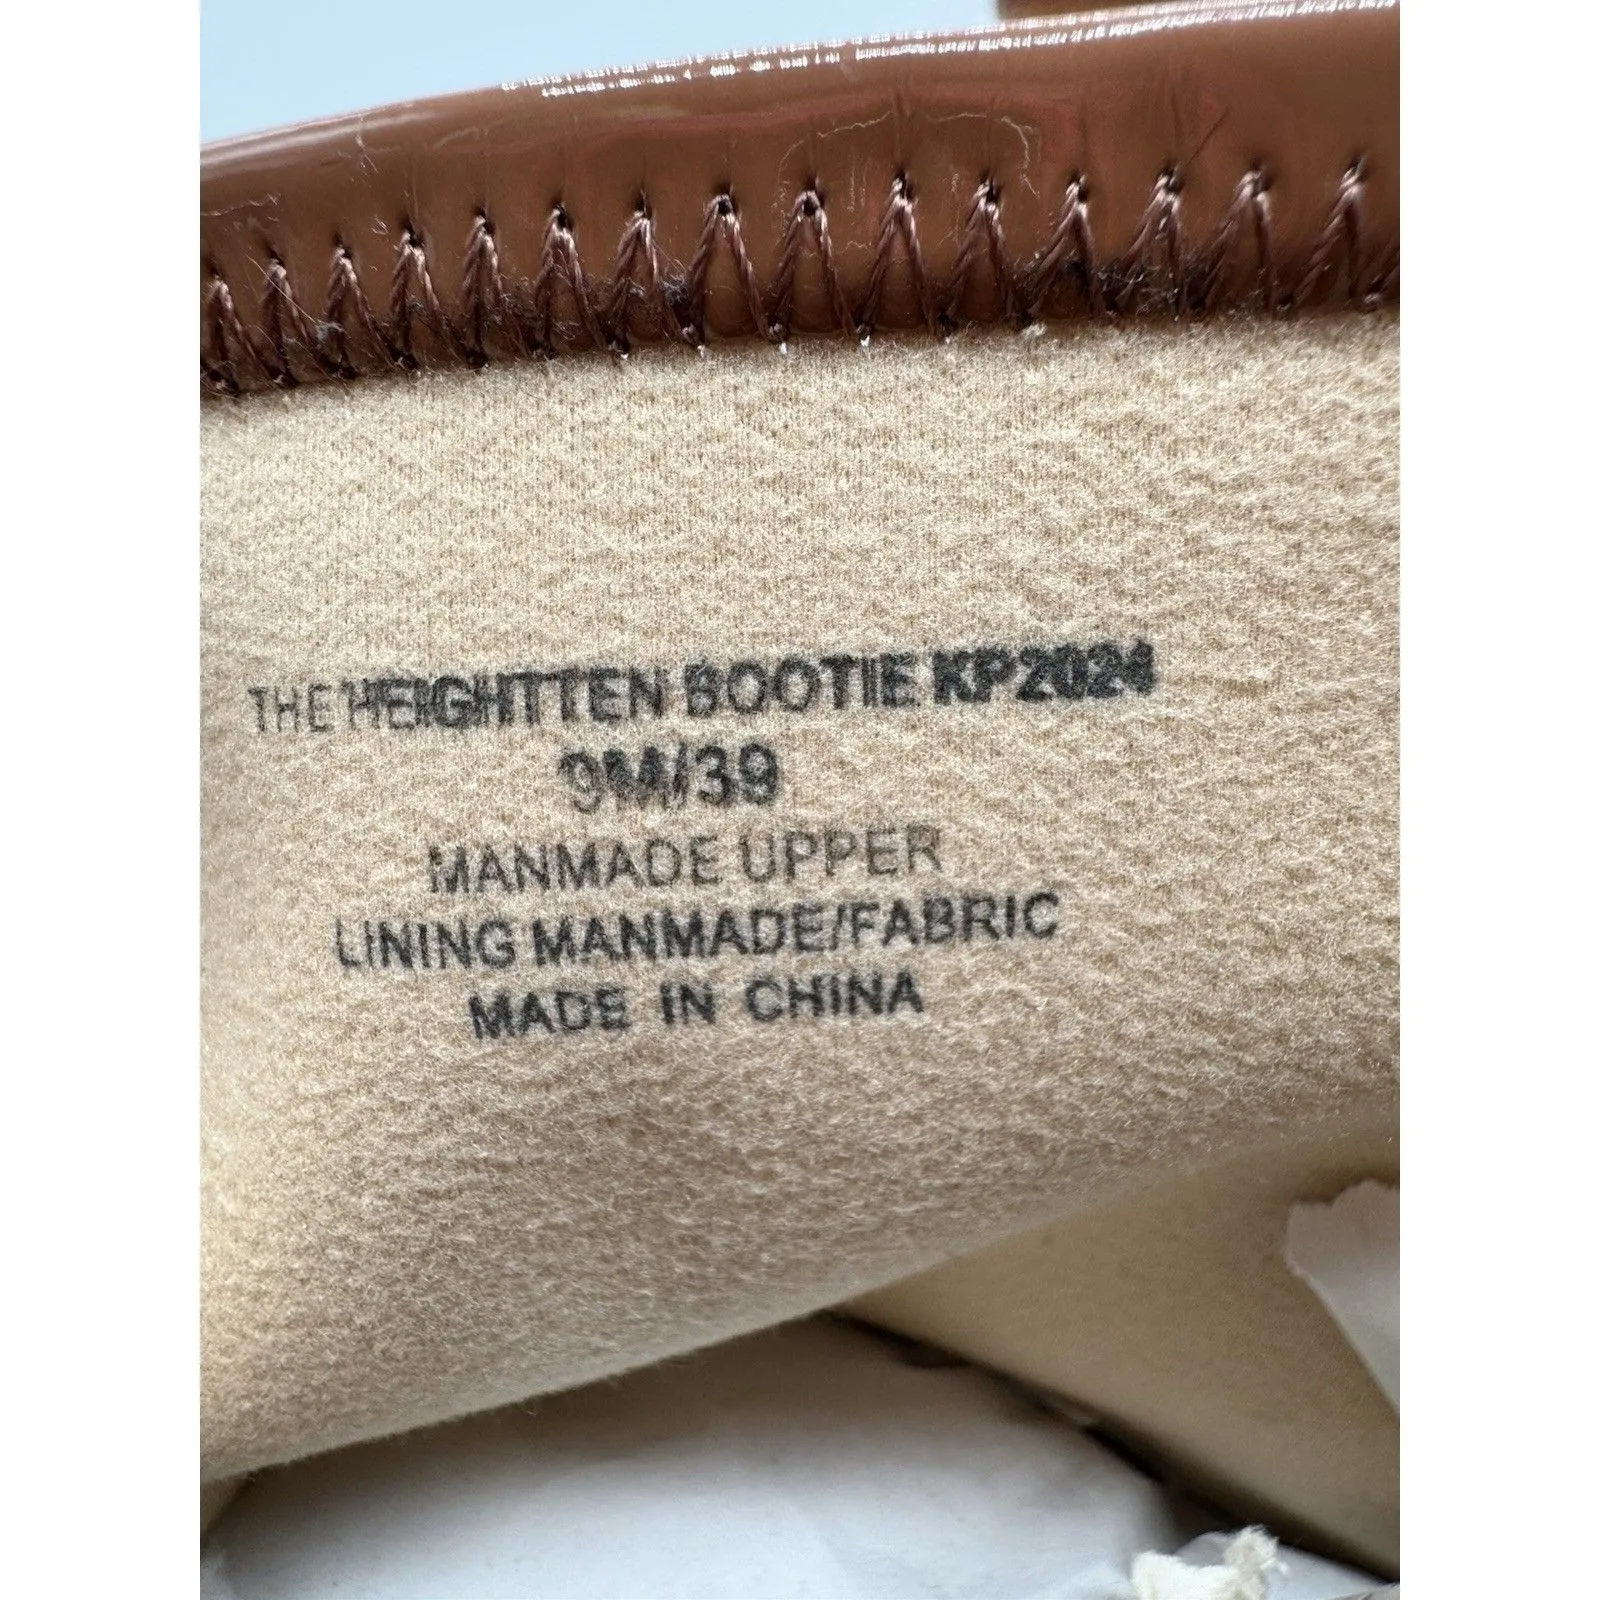 THE HEIGHTTEN BOOTIE KP2024
9M/39
MANMADE UPPER
LINING MANMADE/FABRIC
MADE IN CHINA